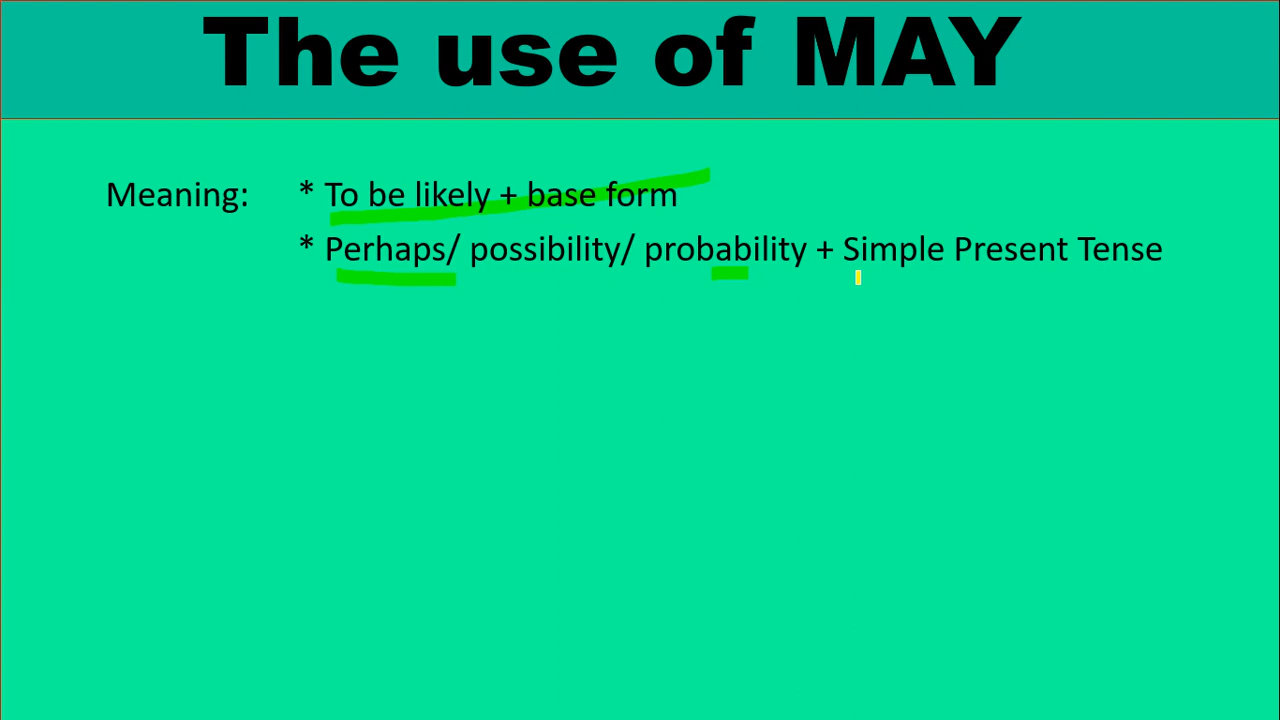 The use of MAY
Meaning: * To be likely + base form
* Perhaps/ possibility/ probability + Simple Present Tense